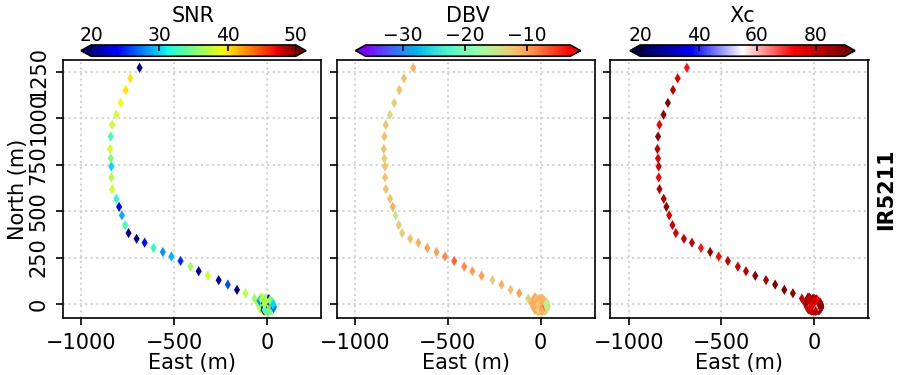 SNR
DBV
Xc
20 30 40 50
−30 −20 −10
20 40 60 80
North (m)
1250
1000
750
500
250
0
−1000 −500 0
−1000 −500 0
−1000 −500 0
East (m)
East (m)
East (m)
IR5211